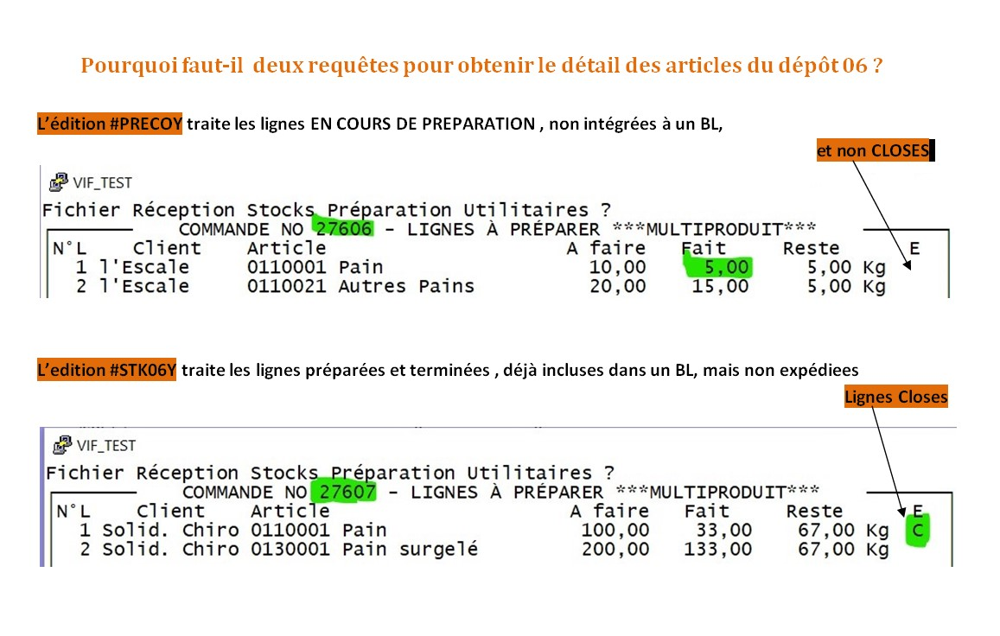 Pourquoi faut-il deux requêtes pour obtenir le détail des articles du dépôt 06 ?
L'édition #PRECOY traite les lignes EN COURS DE PREPARATION , non intégrées à un BL,
et non CLOSES
VIF_TEST
Fichier Réception Stocks Préparation Utilitaires ?
COMMANDE NO 27606 - LIGNES À PRÉPARER ***MULTIPRODUIT***
N°L Client Article A faire Fait Reste E
1 l'Escale 0110001 Pain 10,00 5,00 5,00 Kg
2 l'Escale 0110021 Autres Pains 20,00 15,00 5,00 Kg
L'edition #STK06Y traite les lignes préparées et terminées , déjà incluses dans un BL, mais non expédiees
Lignes Closes
VIF_TEST
Fichier Réception Stocks Préparation Utilitaires ?
COMMANDE NO 27607 - LIGNES À PRÉPARER ***MULTIPRODUIT***
N°L Client Article A faire Fait Reste E
1 Solid. Chiro 0110001 Pain 100,00 33,00 67,00 Kg C
2 Solid. Chiro 0130001 Pain surgelé 200,00 133,00 67,00 Kg